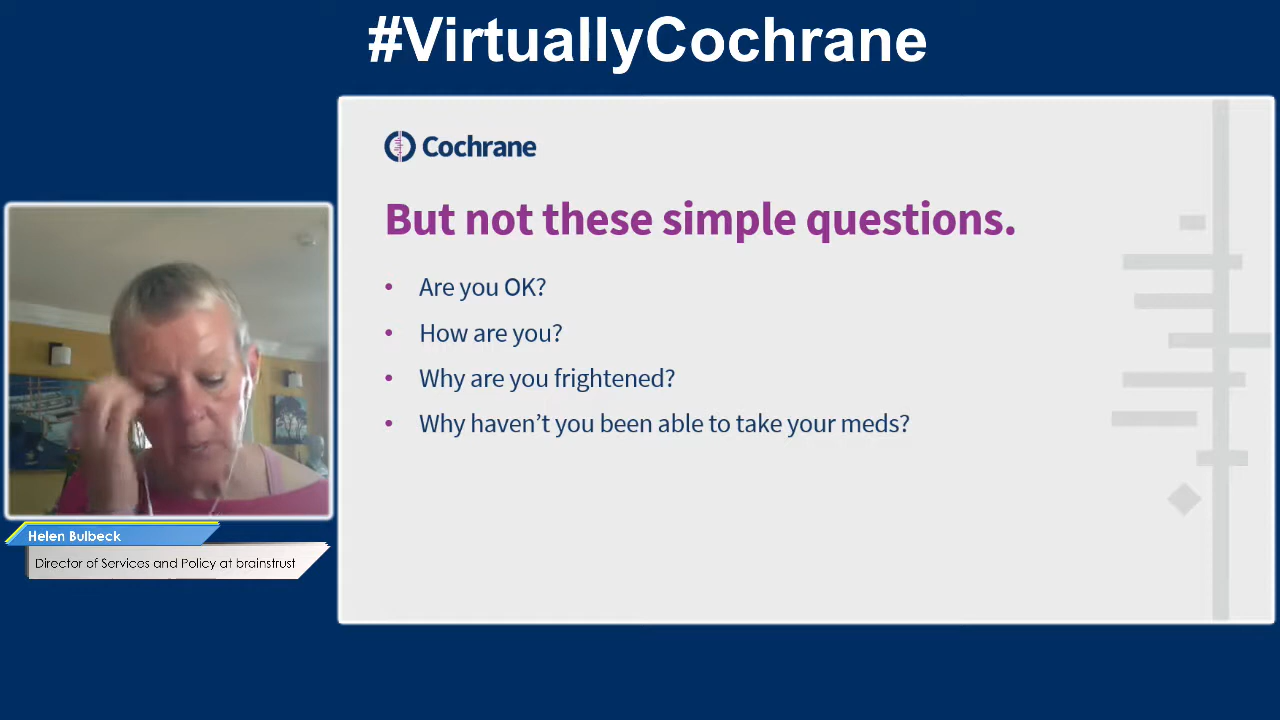 #VirtuallyCochrane
Cochrane
But not these simple questions.
• Are you OK?
• How are you?
• Why are you frightened?
• Why haven’t you been able to take your meds?
Helen Bulbeck
Director of Services and Policy at brainstrust